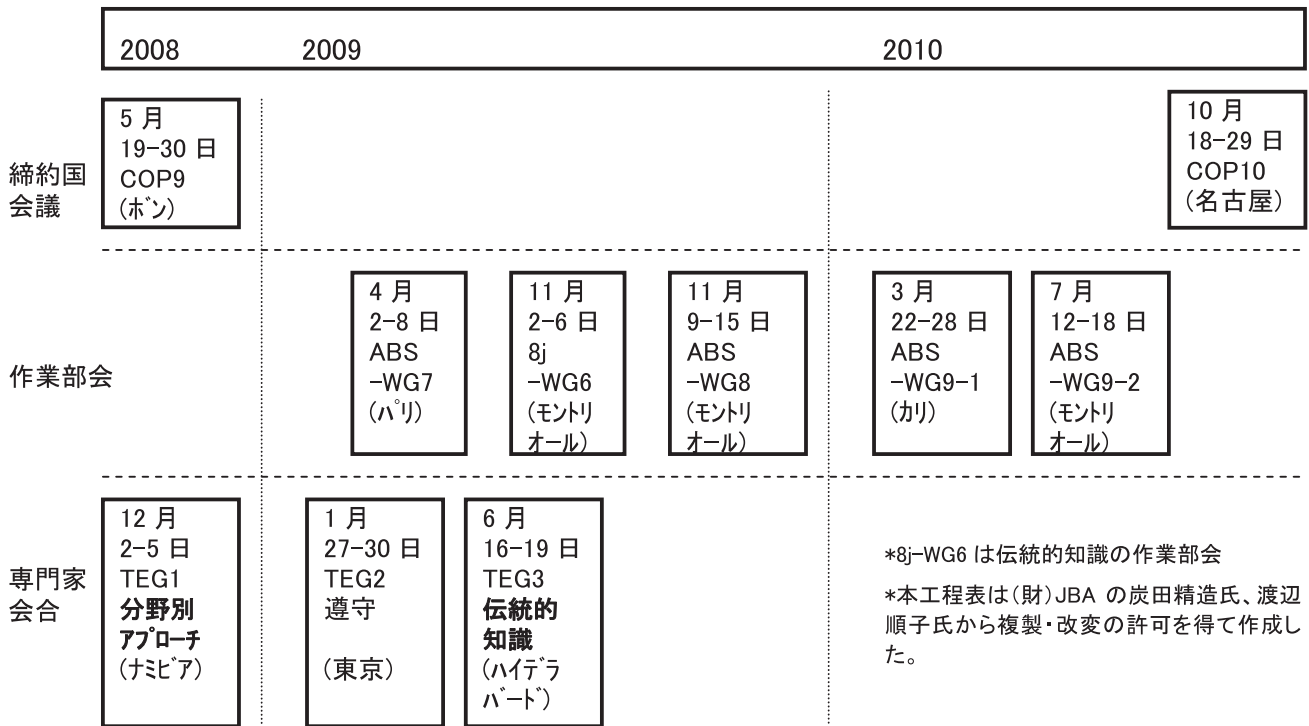 2008 2009 2010
締約国
会議
5 月
19-30 日
COP9
(ﾎﾞﾝ)
10 月
18-29 日
COP10
(名古屋)
作業部会
4 月
2-8 日
ABS
-WG7
(ﾊﾟﾘ)
11 月
2-6 日
8j
-WG6
(ﾓﾝﾄﾘ
ｵｰﾙ)
11 月
9-15 日
ABS
-WG8
(ﾓﾝﾄﾘ
ｵｰﾙ)
3 月
22-28 日
ABS
-WG9-1
(ｶﾘ)
7 月
12-18 日
ABS
-WG9-2
(ﾓﾝﾄﾘ
ｵｰﾙ)
専門家
会合
12 月
2-5 日
TEG1
分野別
ｱﾌﾟﾛｰﾁ
(ﾅﾐﾋﾞｱ)
1 月
27-30 日
TEG2
遵守
(東京)
6 月
16-19 日
TEG3
伝統的
知識
(ﾊｲﾃﾞﾗ
ﾊﾞｰﾄﾞ)
*8j-WG6 は伝統的知識の作業部会
*本工程表は(財)JBA の炭田精造氏、渡辺
順子氏から複製・改変の許可を得て作成し
た。